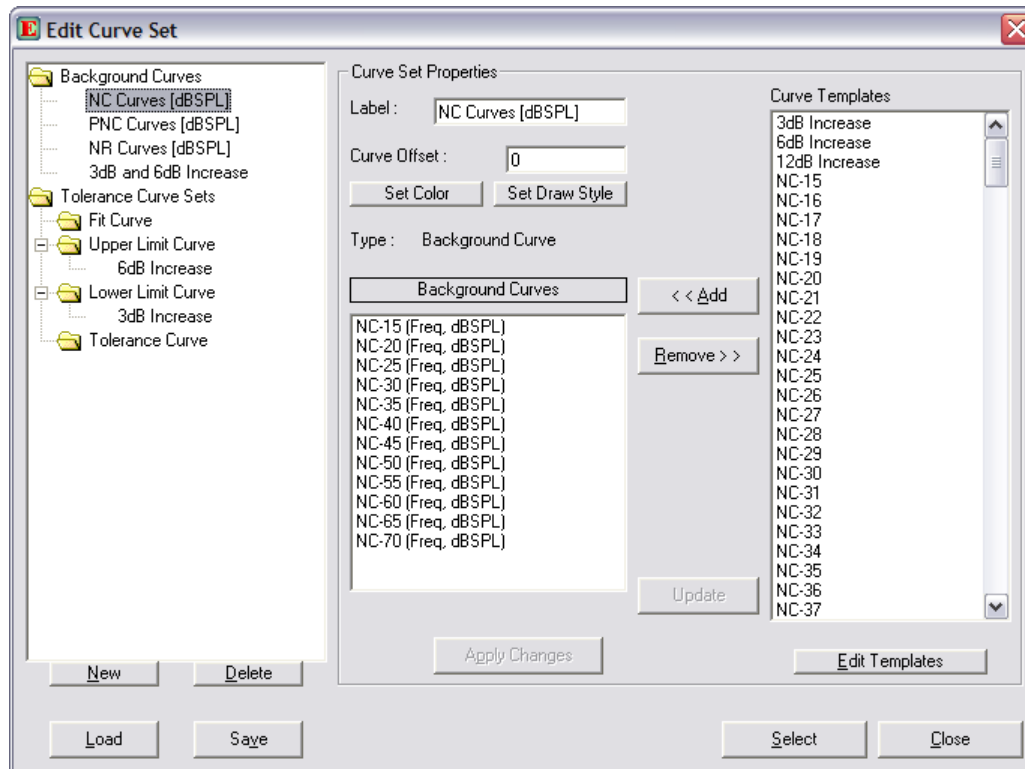 Edit Curve Set
Background Curves
NC Curves [dBSPL]
PNC Curves [dBSPL]
NR Curves [dBSPL]
3dB and 6dB Increase
Tolerance Curve Sets
Fit Curve
Upper Limit Curve
6dB Increase
Lower Limit Curve
3dB Increase
Tolerance Curve
New
Delete
Load
Save
Curve Set Properties
Label :
NC Curves [dBSPL]
Curve Offset :
0
Set Color
Set Draw Style
Type :
Background Curve
Background Curves
NC-15 (Freq, dBSPL)
NC-20 (Freq, dBSPL)
NC-25 (Freq, dBSPL)
NC-30 (Freq, dBSPL)
NC-35 (Freq, dBSPL)
NC-40 (Freq, dBSPL)
NC-45 (Freq, dBSPL)
NC-50 (Freq, dBSPL)
NC-55 (Freq, dBSPL)
NC-60 (Freq, dBSPL)
NC-65 (Freq, dBSPL)
NC-70 (Freq, dBSPL)
Apply Changes
< < Add
Remove > >
Update
Curve Templates
3dB Increase
6dB Increase
12dB Increase
NC-15
NC-16
NC-17
NC-18
NC-19
NC-20
NC-21
NC-22
NC-23
NC-24
NC-25
NC-26
NC-27
NC-28
NC-29
NC-30
NC-31
NC-32
NC-33
NC-34
NC-35
NC-36
NC-37
Edit Templates
Select
Close